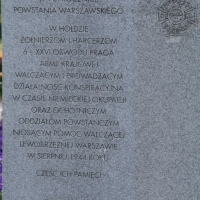 POWSTANIA WARSZAWSKIEGO
W HOŁDZIE
ŻOŁNIERZOM I HARCERZOM
6 - XXVI OBWODU PRAGA
ARMII KRAJOWEJ
WALCZĄCYM I PROWADZĄCYM
DZIAŁALNOŚĆ KONSPIRACYJNĄ
W CZASIE NIEMIECKIEJ OKUPACJI
ORAZ OCHOTNICZYM
ODDZIAŁOM POWSTAŃCZYM
NIOSĄCYM POMOC WALCZĄCEJ
LEWOBRZEŻNEJ WARSZAWIE
W SIERPNIU 1944 ROKU
CZEŚĆ ICH PAMIĘCI